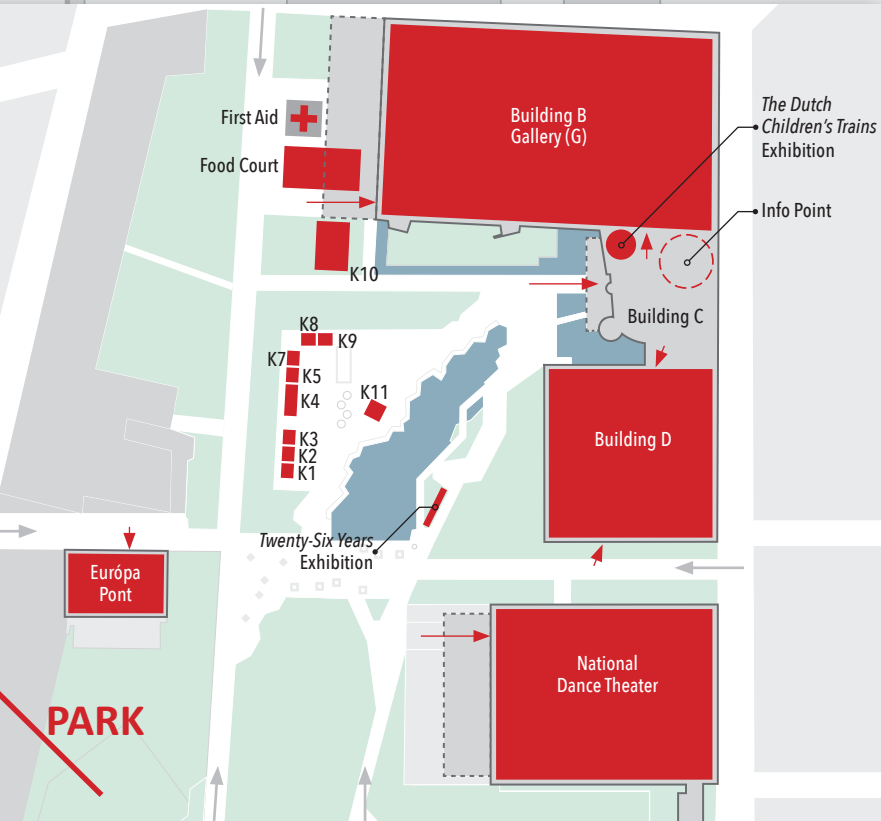 Building B
Gallery (G)
The Dutch
Children's Trains
Exhibition
First Aid
Food Court
Info Point
K10
Building C
K8
K9
K7
K5
K4
K11
K3
K2
K1
Building D
Twenty-Six Years
Exhibition
Európa
Pont
National
Dance Theater
PARK